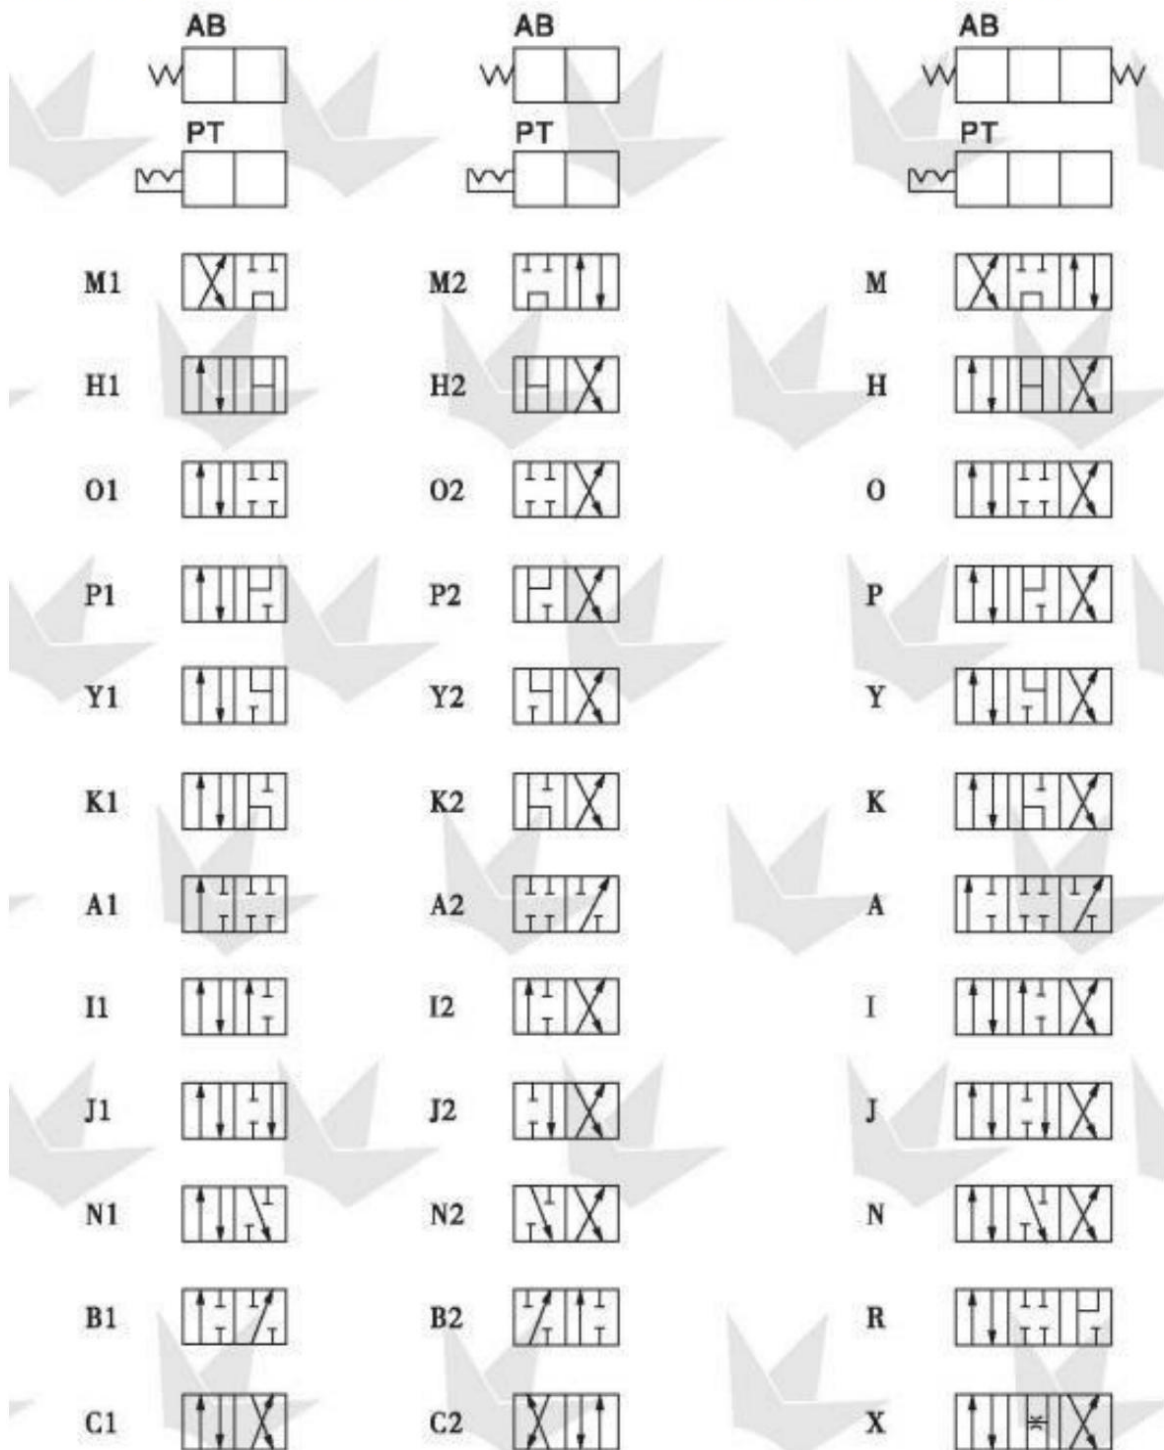 AB AB AB
PT PT PT
M1 M2 M
H1 H2 H
O1 O2 O
P1 P2 P
Y1 Y2 Y
K1 K2 K
A1 A2 A
I1 I2 I
J1 J2 J
N1 N2 N
B1 B2 R
C1 C2 X